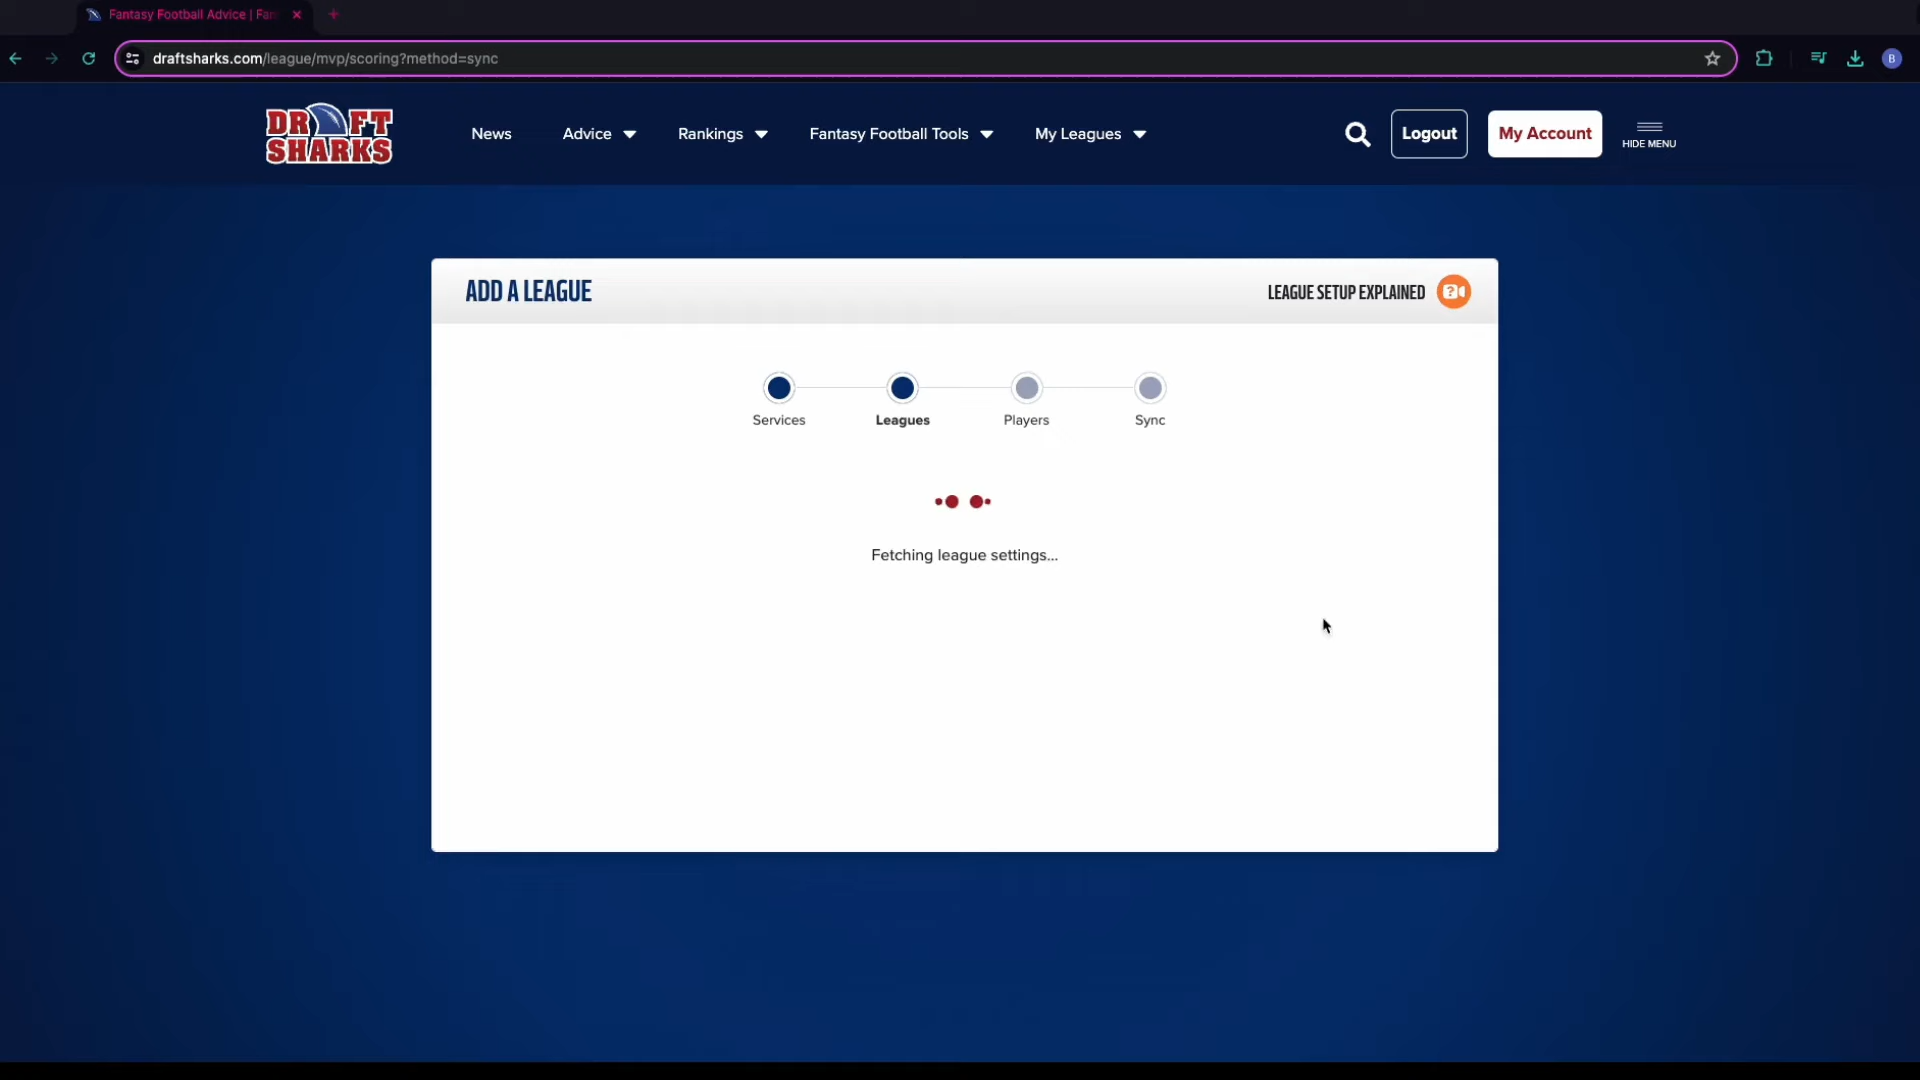 Fantasy Football Advice | Fan
draftsharks.com/league/mvp/scoring?method=sync
B
DRAFT
SHARKS
News
Advice
Rankings
Fantasy Football Tools
My Leagues
Logout
My Account
HIDE MENU
ADD A LEAGUE
LEAGUE SETUP EXPLAINED
?
Services
Leagues
Players
Sync
Fetching league settings...